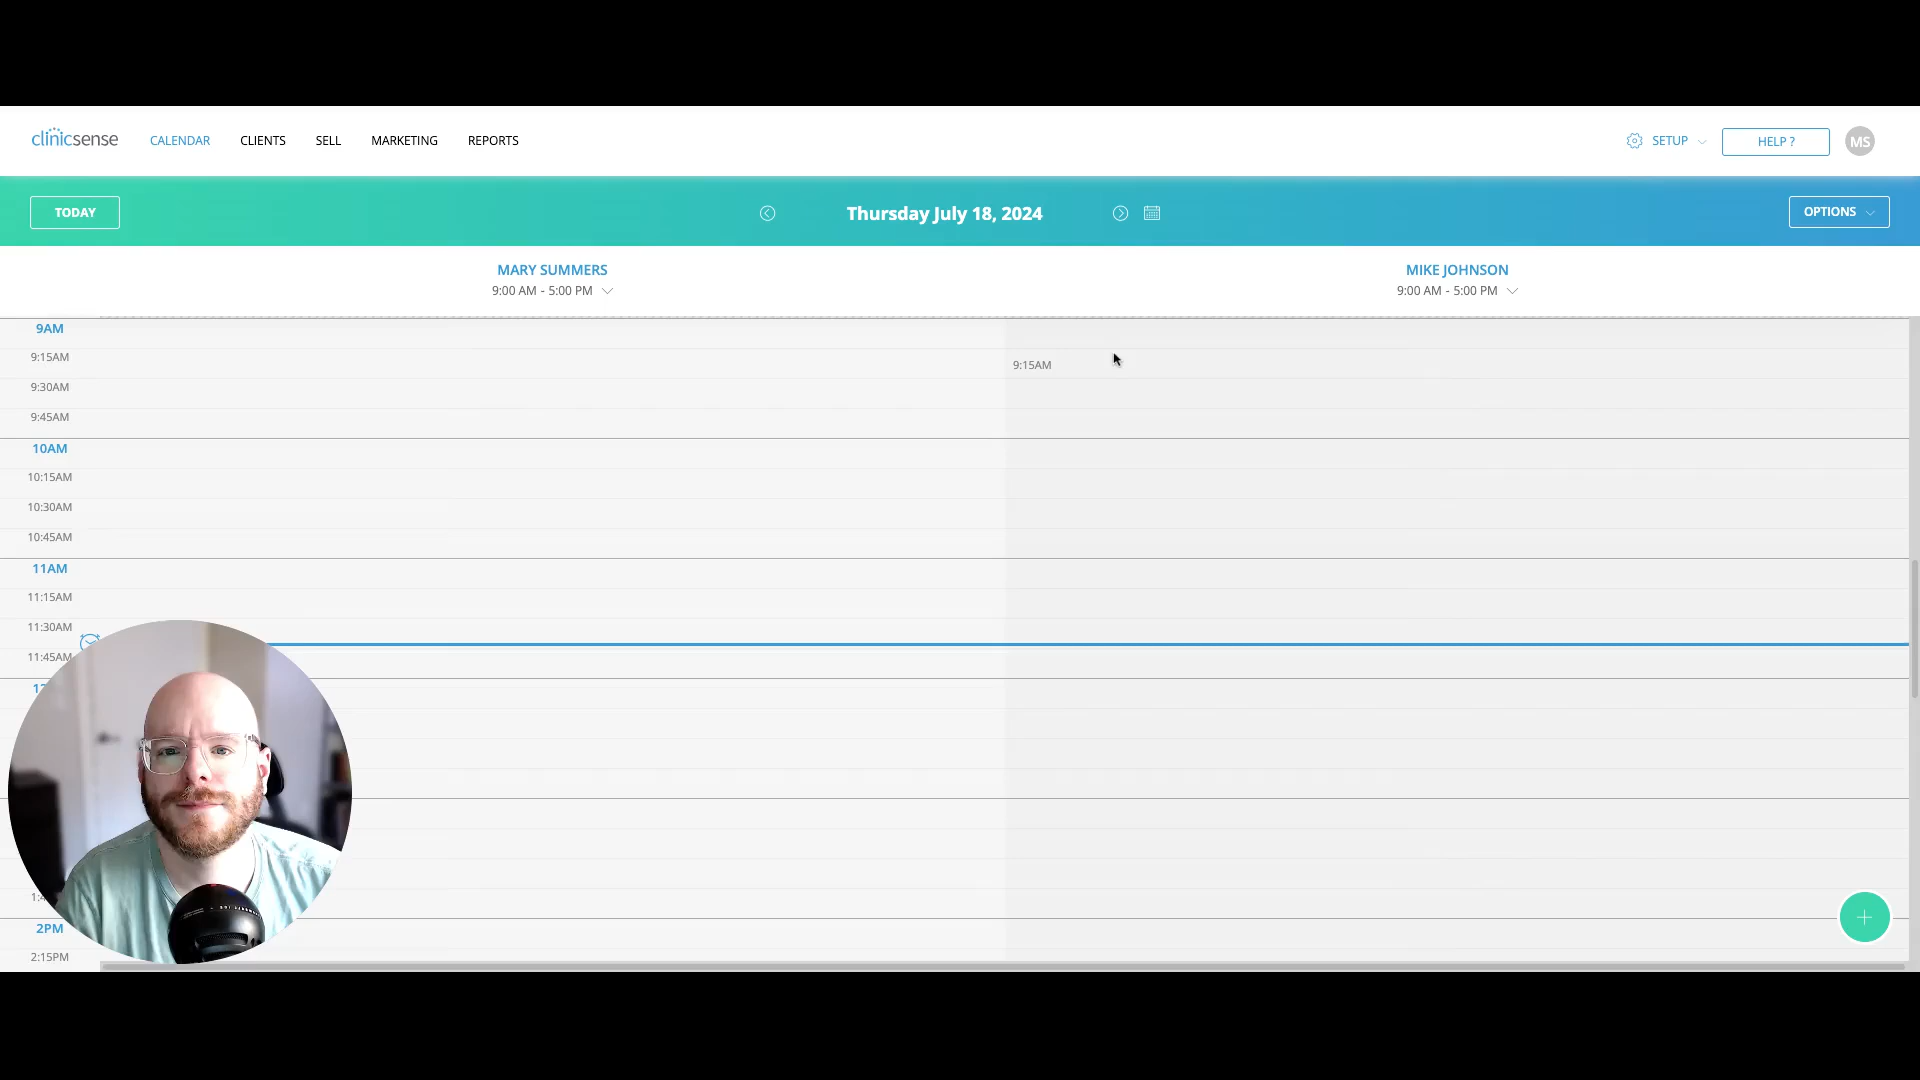 clinicsense CALENDAR CLIENTS SELL MARKETING REPORTS SETUP HELP ? MS
TODAY Thursday July 18, 2024 OPTIONS
MARY SUMMERS MIKE JOHNSON
9:00 AM - 5:00 PM 9:00 AM - 5:00 PM
9AM
9:15AM 9:15AM
9:30AM
9:45AM
10AM
10:15AM
10:30AM
10:45AM
11AM
11:15AM
11:30AM
11:45AM
2PM
2:15PM